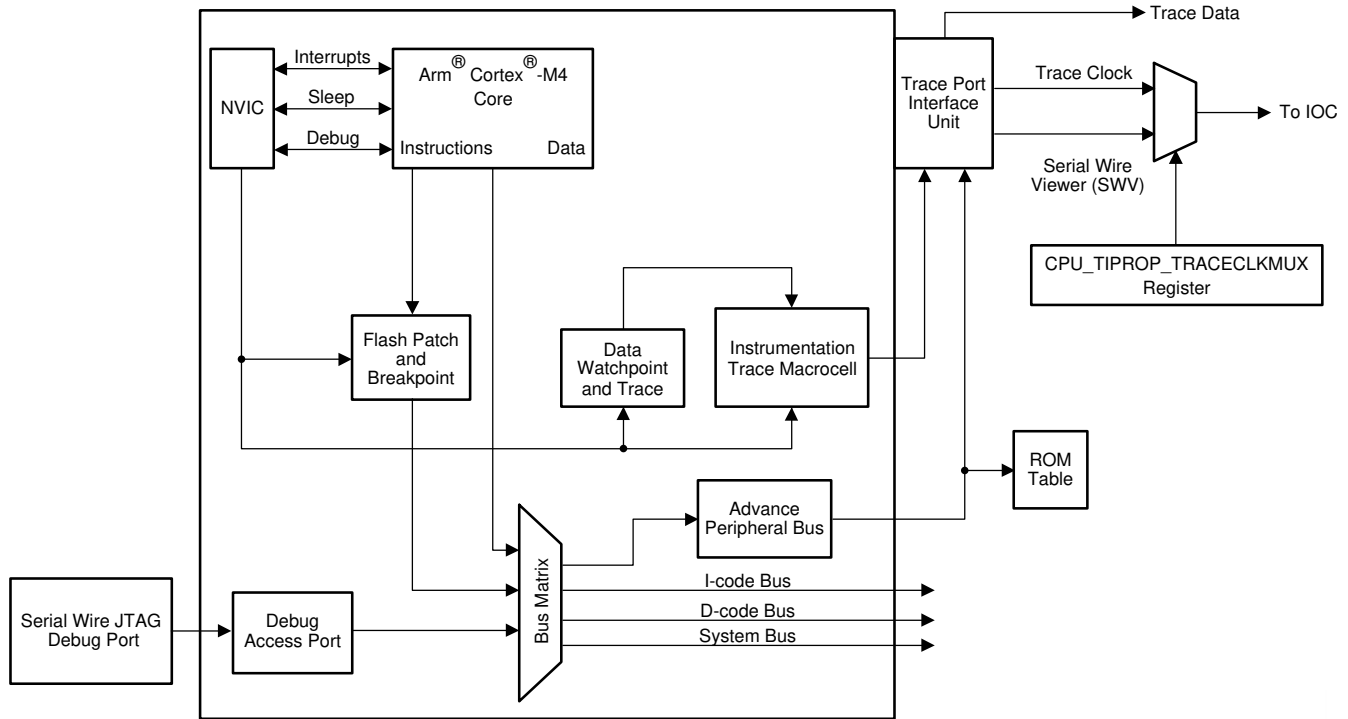 Trace Data
Interrupts
Arm® Cortex®-M4
Core
NVIC
Sleep
Debug
Instructions
Data
Trace Port
Interface
Unit
Trace Clock
To IOC
Serial Wire
Viewer (SWV)
CPU_TIPROP_TRACECLKMUX
Register
Flash Patch
and
Breakpoint
Data
Watchpoint
and Trace
Instrumentation
Trace Macrocell
ROM
Table
Advance
Peripheral Bus
Bus Matrix
I-code Bus
D-code Bus
System Bus
Serial Wire JTAG
Debug Port
Debug
Access Port